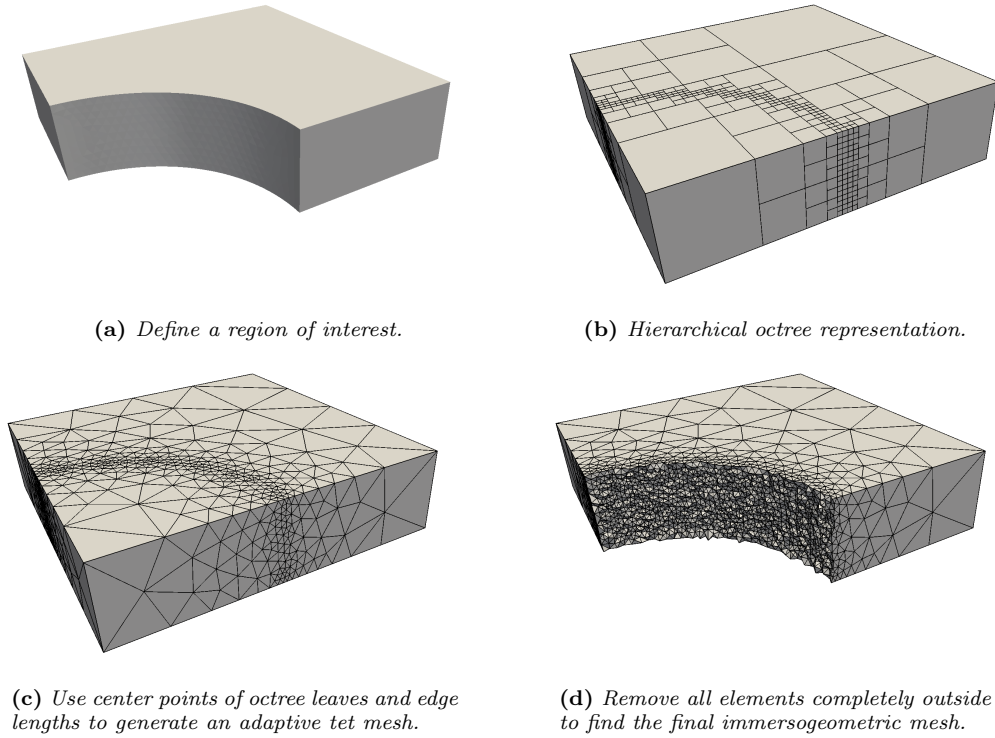 (a) Define a region of interest.
(b) Hierarchical octree representation.
(c) Use center points of octree leaves and edge
lengths to generate an adaptive tet mesh.
(d) Remove all elements completely outside
to find the final immersogeometric mesh.